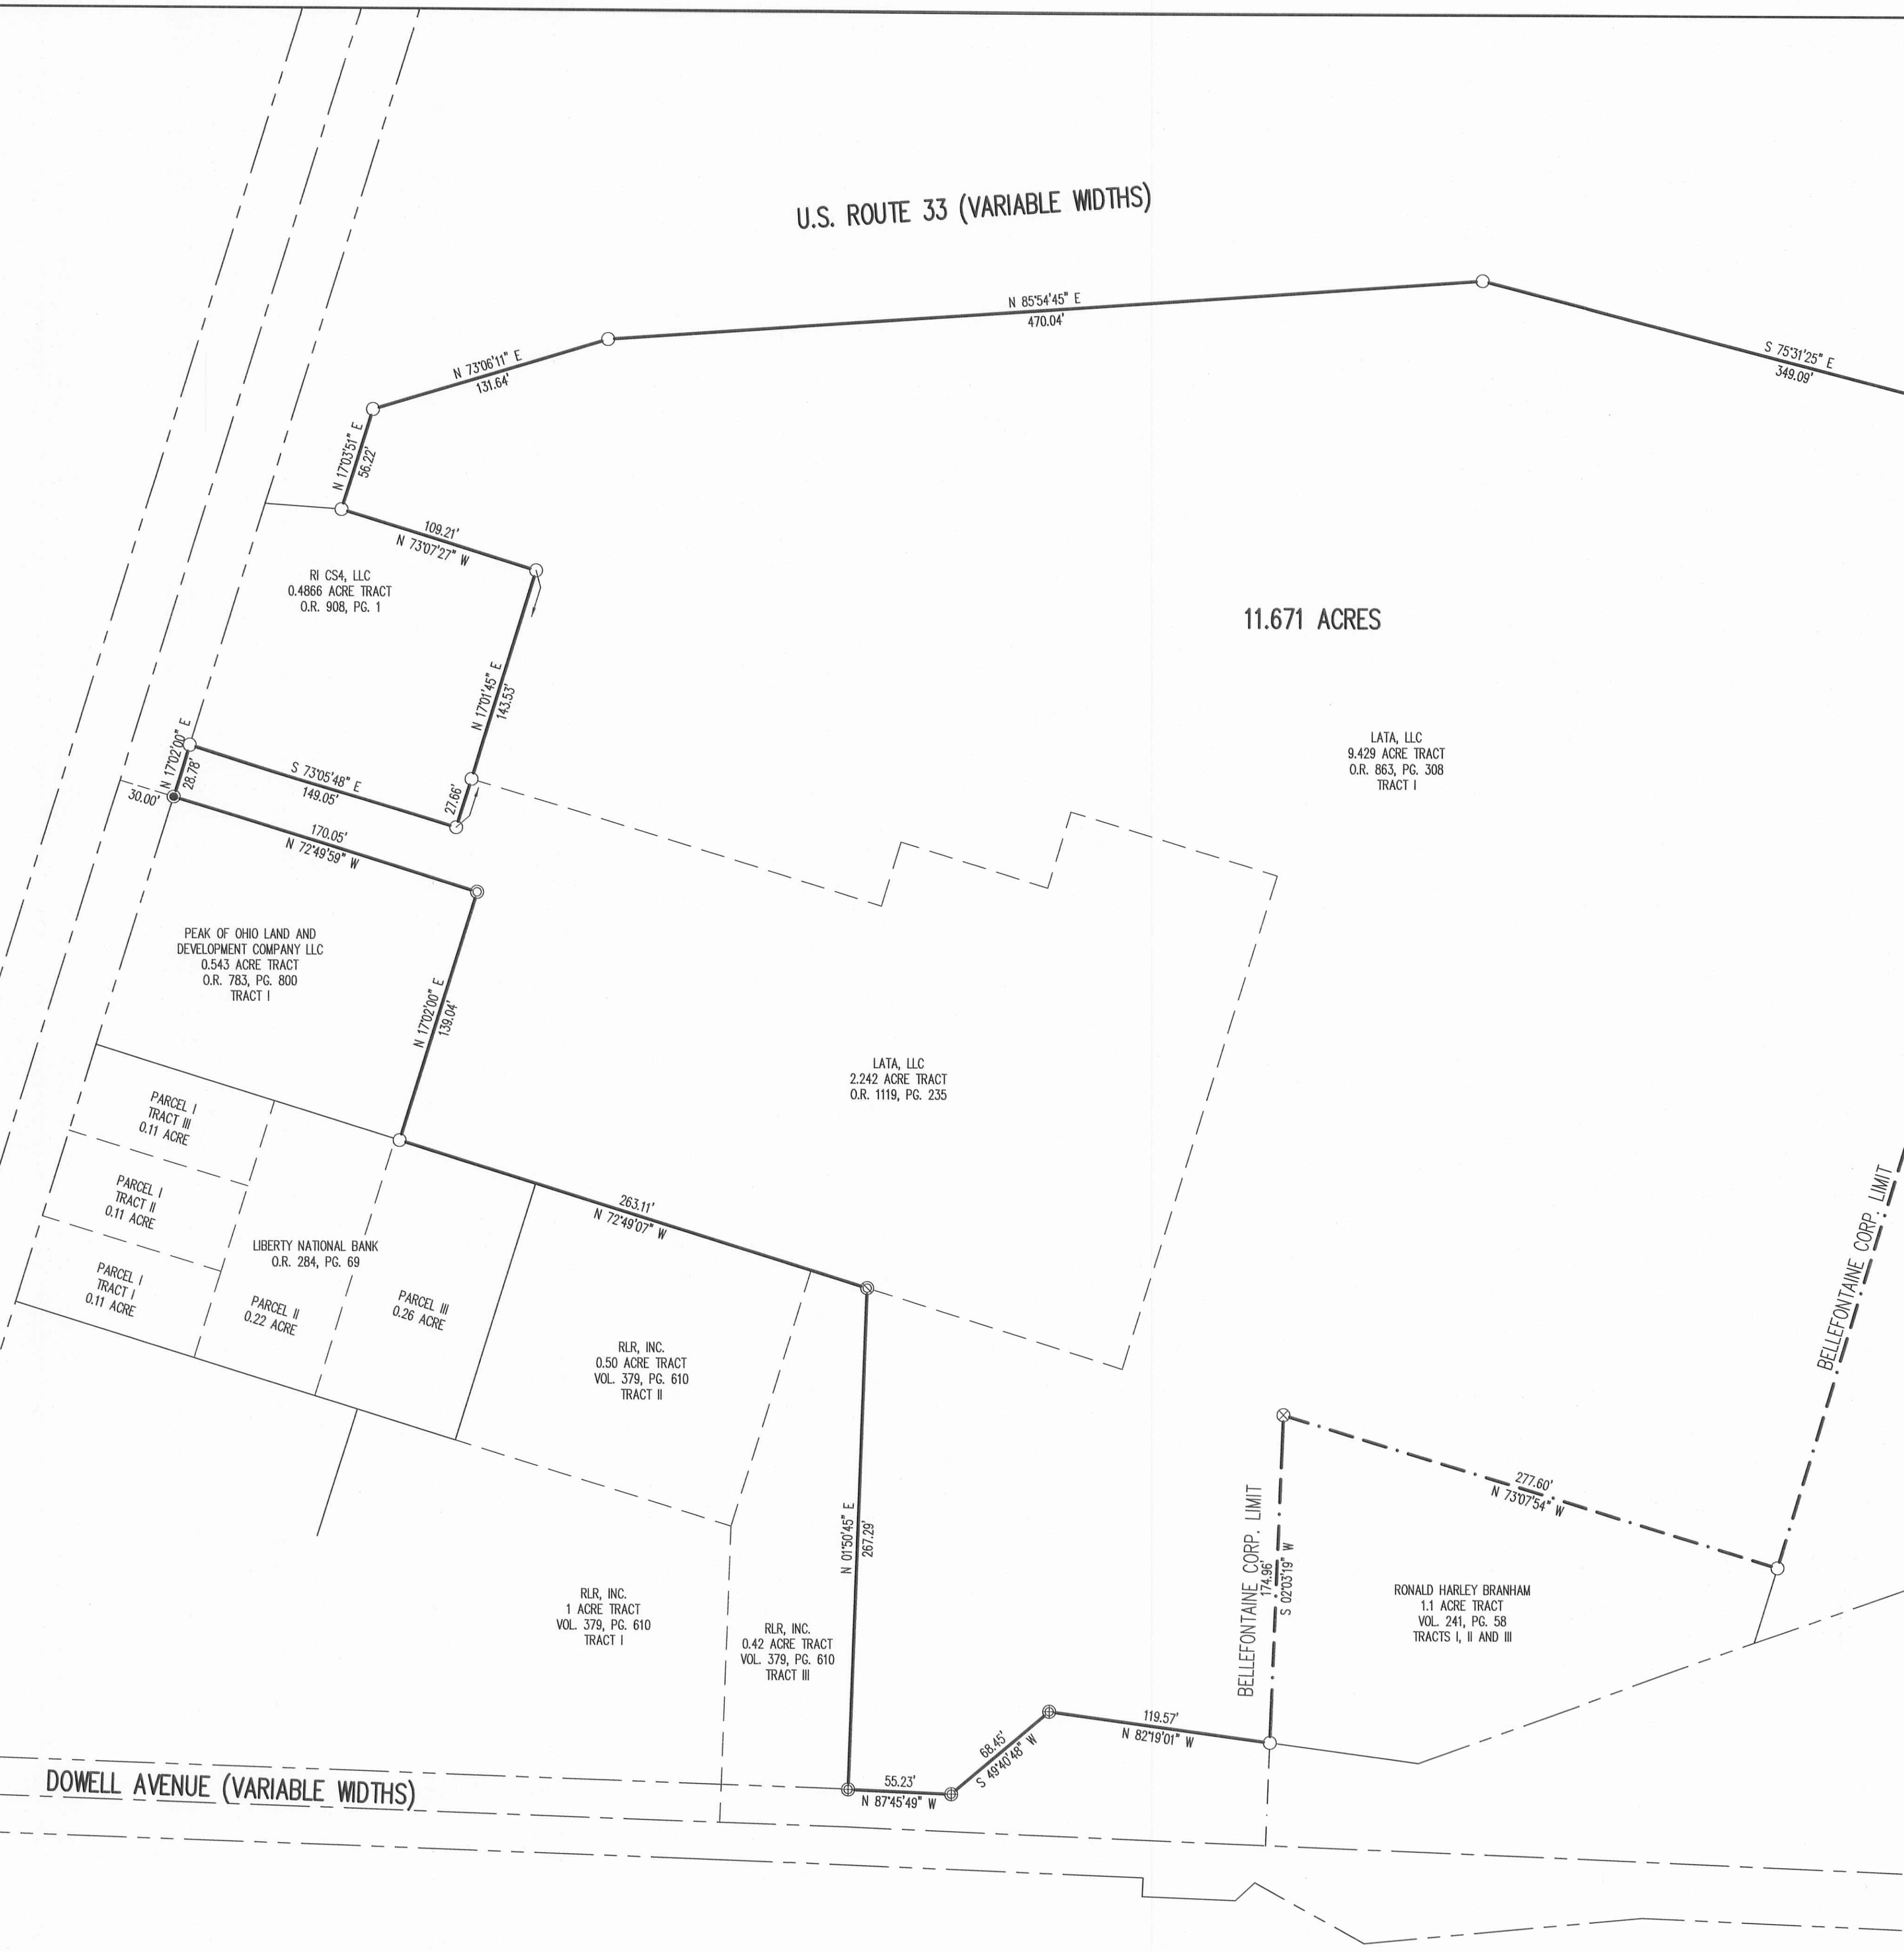 U.S. ROUTE 33 (VARIABLE WIDTHS)
N 85°54'45" E
470.04'
S 75°31'25" E
349.09'
N 73°06'11" E
131.64'
N 17°03'51" E
56.22'
109.21'
N 73°07'27" W
RI CS4, LLC
0.4866 ACRE TRACT
O.R. 908, PG. 1
11.671 ACRES
N 17°01'45" E
143.53'
LATA, LLC
9.429 ACRE TRACT
O.R. 863, PG. 308
TRACT I
N 17°02'00" E
28.78'
S 73°05'48" E
149.05'
27.66'
30.00'
170.05'
N 72°49'59" W
PEAK OF OHIO LAND AND
DEVELOPMENT COMPANY LLC
0.543 ACRE TRACT
O.R. 783, PG. 800
TRACT I
N 17°02'00" E
139.04'
LATA, LLC
2.242 ACRE TRACT
O.R. 1119, PG. 235
PARCEL I
TRACT III
0.11 ACRE
PARCEL I
TRACT II
0.11 ACRE
PARCEL I
TRACT I
0.11 ACRE
LIBERTY NATIONAL BANK
O.R. 284, PG. 69
PARCEL II
0.22 ACRE
PARCEL III
0.26 ACRE
263.11'
N 72°49'07" W
RLR, INC.
0.50 ACRE TRACT
VOL. 379, PG. 610
TRACT II
BELLEFONTAINE CORP. LIMIT
277.60'
N 73°07'54" W
N 01°50'45" E
267.29'
BELLEFONTAINE CORP. LIMIT
174.96'
S 02°03'19" W
RLR, INC.
1 ACRE TRACT
VOL. 379, PG. 610
TRACT I
RLR, INC.
0.42 ACRE TRACT
VOL. 379, PG. 610
TRACT III
RONALD HARLEY BRANHAM
1.1 ACRE TRACT
VOL. 241, PG. 58
TRACTS I, II AND III
119.57'
N 82°19'01" W
68.45'
S 49°40'48" W
55.23'
N 87°45'49" W
DOWELL AVENUE (VARIABLE WIDTHS)